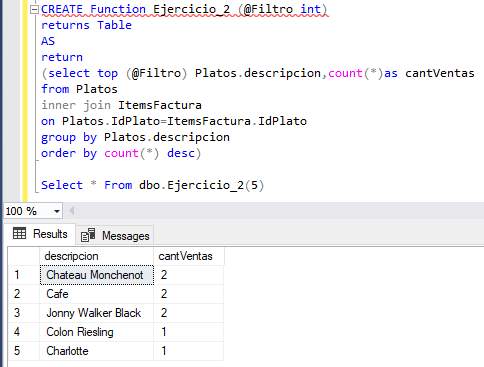 CREATE Function Ejercicio_2 (@Filtro int)
returns Table
AS
return
(select top (@Filtro) Platos.descripcion,count(*)as cantVentas
from Platos
inner join ItemsFactura
on Platos.IdPlato=ItemsFactura.IdPlato
group by Platos.descripcion
order by count(*) desc)
Select * From dbo.Ejercicio_2(5)
100 %
Results Messages
descripcion cantVentas
1 Chateau Monchenot 2
2 Cafe 2
3 Jonny Walker Black 2
4 Colon Riesling 1
5 Charlotte 1